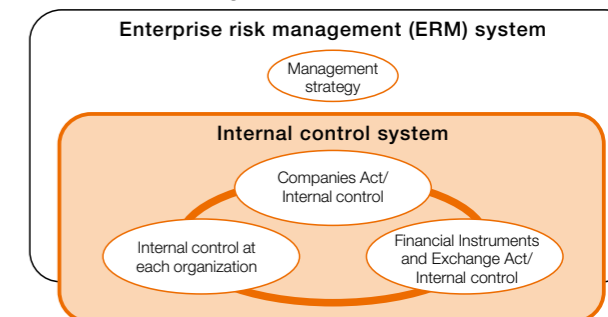 Enterprise risk management (ERM) system
Management
strategy
Internal control system
Companies Act/
Internal control
Internal control at
each organization
Financial Instruments
and Exchange Act/
Internal control